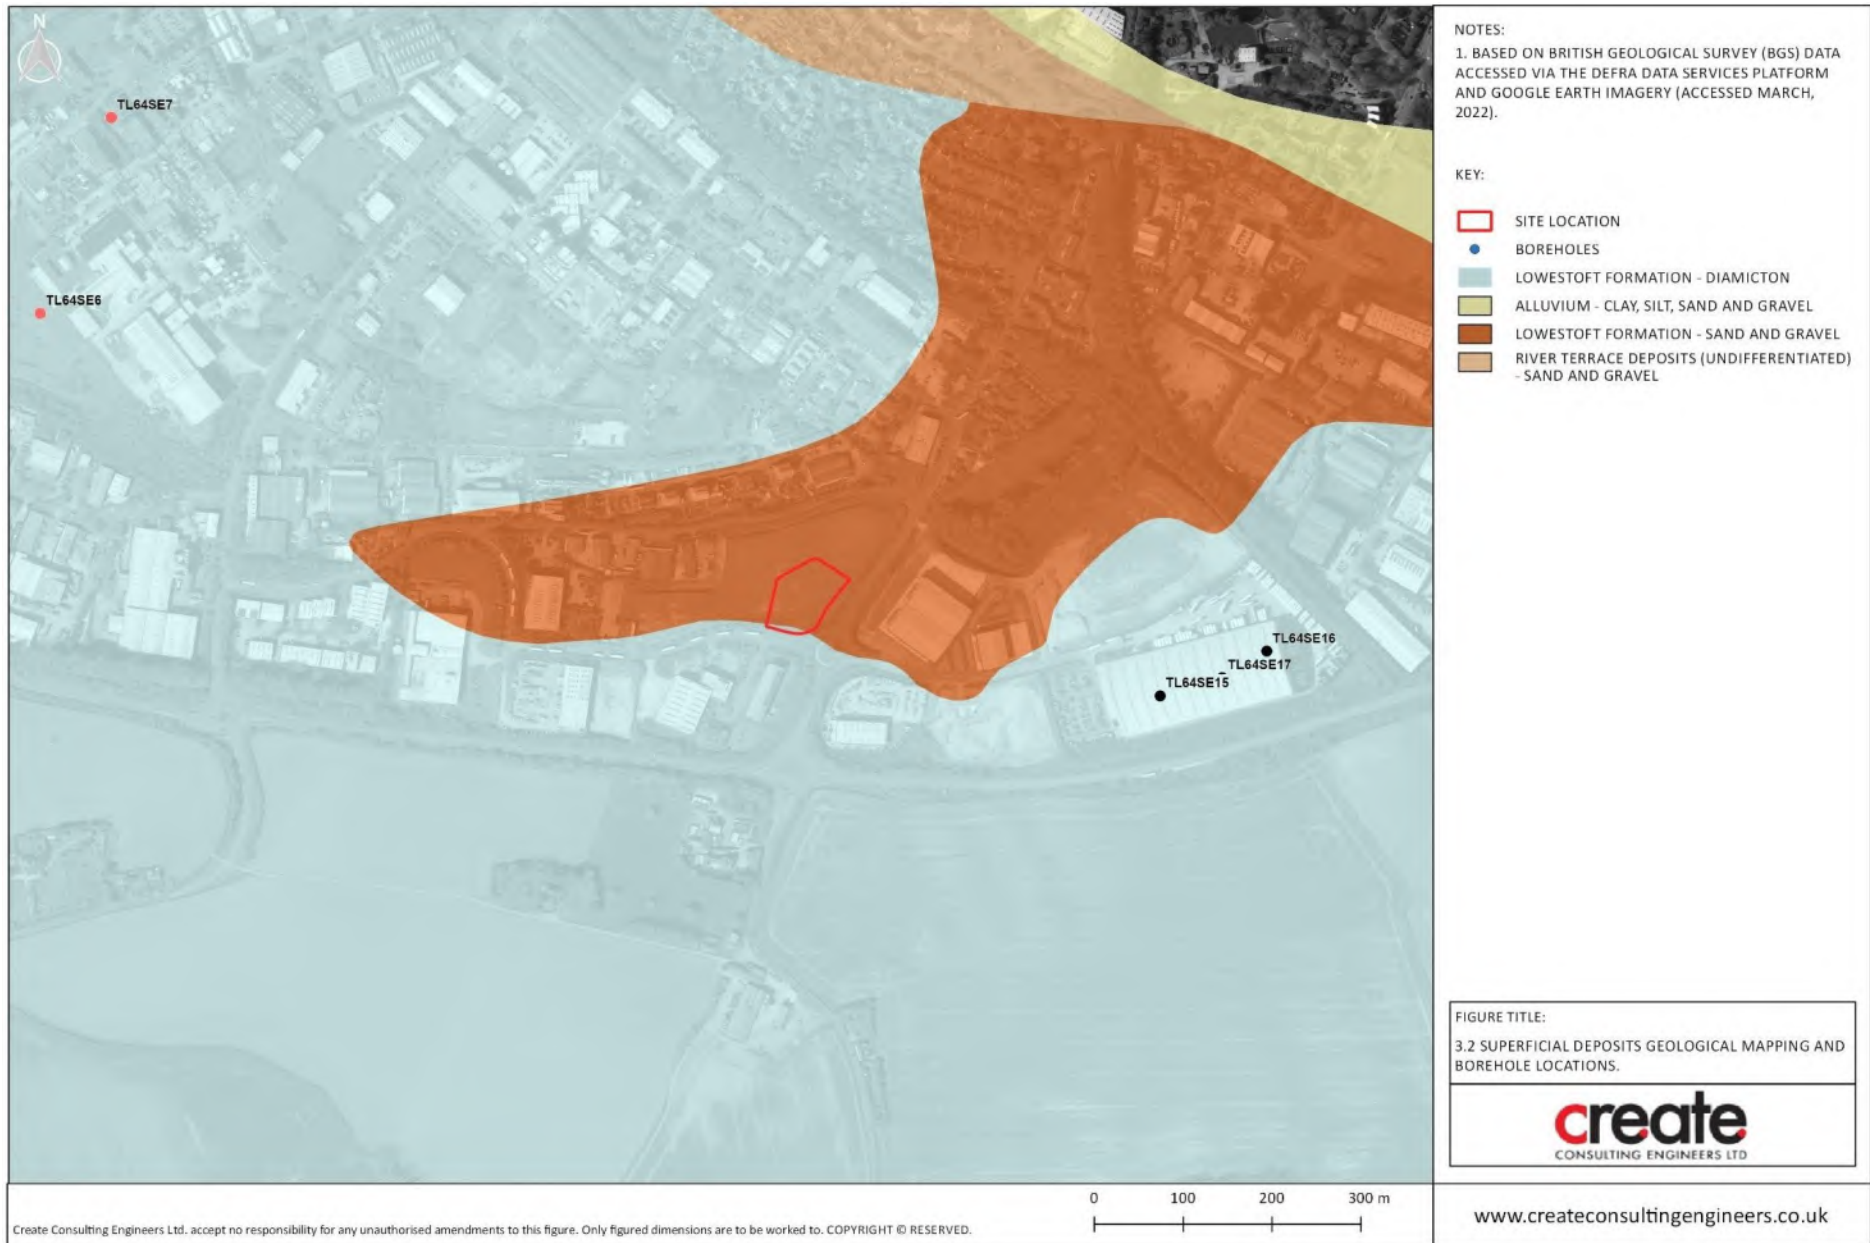 N
TL64SE7
TL64SE6
TL64SE16
TL64SE17
TL64SE15
NOTES:
1. BASED ON BRITISH GEOLOGICAL SURVEY (BGS) DATA
ACCESSED VIA THE DEFRA DATA SERVICES PLATFORM
AND GOOGLE EARTH IMAGERY (ACCESSED MARCH,
2022).
KEY:
SITE LOCATION
BOREHOLES
LOWESTOFT FORMATION - DIAMICTON
ALLUVIUM - CLAY, SILT, SAND AND GRAVEL
LOWESTOFT FORMATION - SAND AND GRAVEL
RIVER TERRACE DEPOSITS (UNDIFFERENTIATED)
- SAND AND GRAVEL
FIGURE TITLE:
3.2 SUPERFICIAL DEPOSITS GEOLOGICAL MAPPING AND
BOREHOLE LOCATIONS.
create
CONSULTING ENGINEERS LTD
0 100 200 300 m
Create Consulting Engineers Ltd. accept no responsibility for any unauthorised amendments to this figure. Only figured dimensions are to be worked to. COPYRIGHT © RESERVED.
www.createconsultingengineers.co.uk